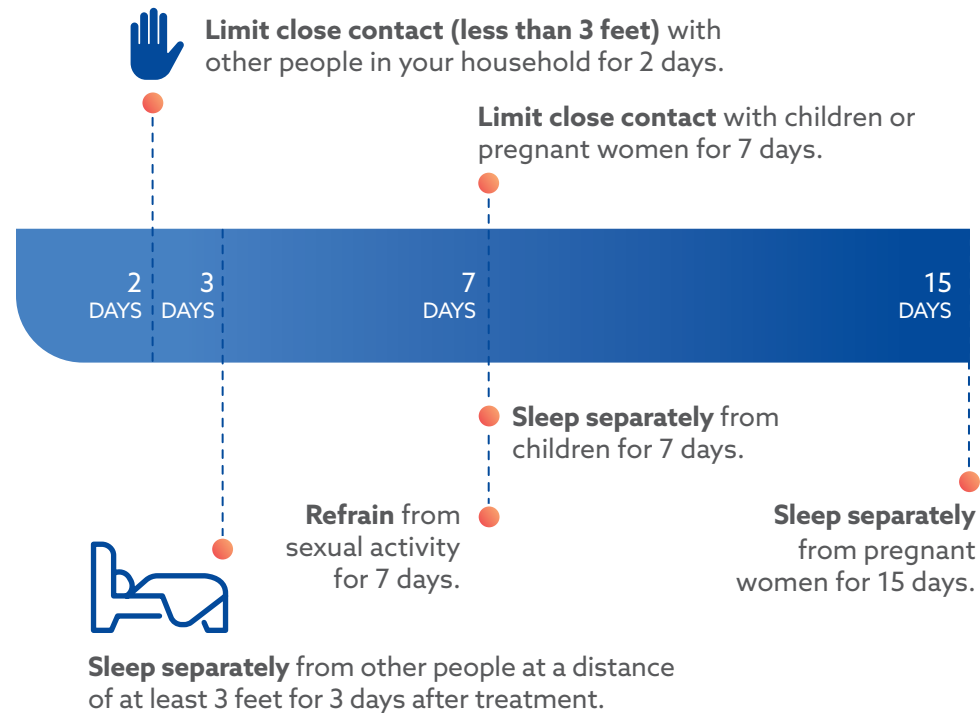 Limit close contact (less than 3 feet) with
other people in your household for 2 days.
Limit close contact with children or
pregnant women for 7 days.
2
DAYS
3
DAYS
7
DAYS
15
DAYS
Sleep separately from
children for 7 days.
Refrain from
sexual activity
for 7 days.
Sleep separately
from pregnant
women for 15 days.
Sleep separately from other people at a distance
of at least 3 feet for 3 days after treatment.